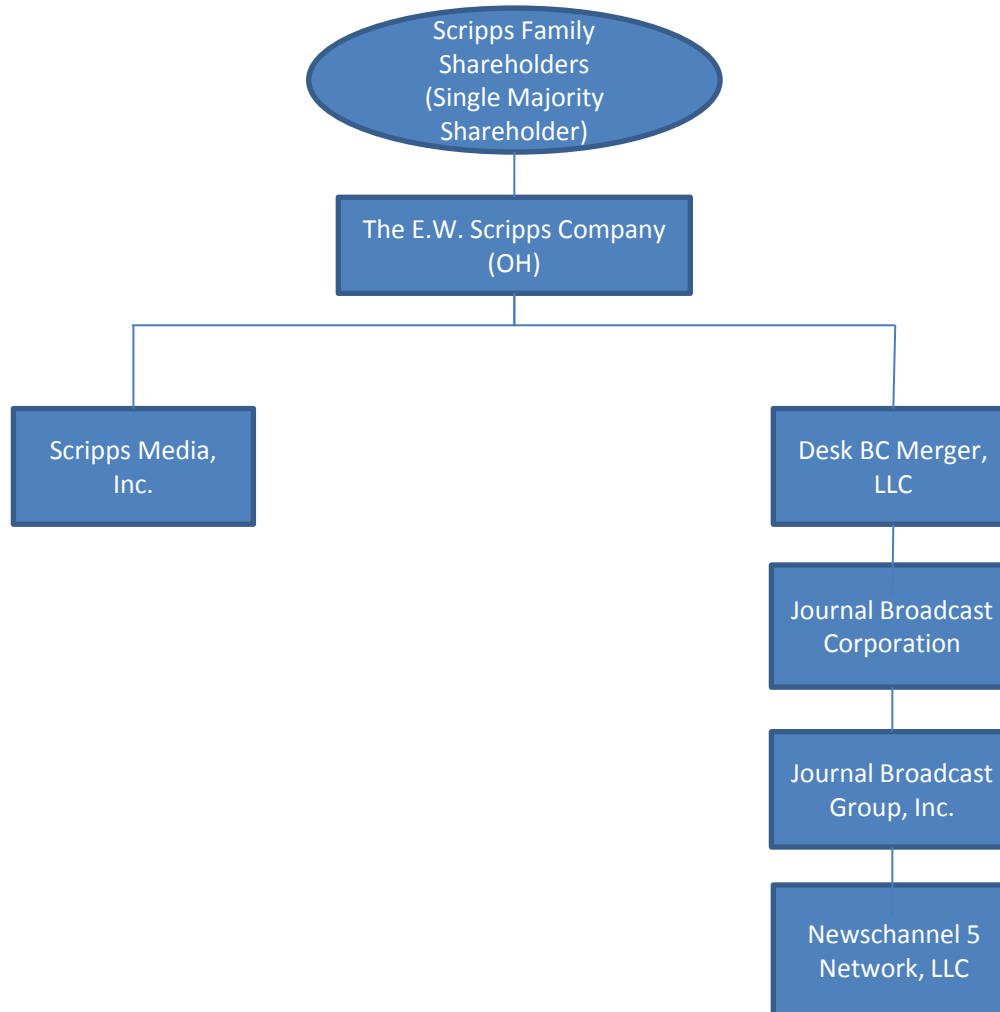 Scripps Family
Shareholders
(Single Majority
Shareholder)
The E.W. Scripps Company
(OH)
Scripps Media,
Inc.
Desk BC Merger,
LLC
Journal Broadcast
Corporation
Journal Broadcast
Group, Inc.
Newschannel 5
Network, LLC